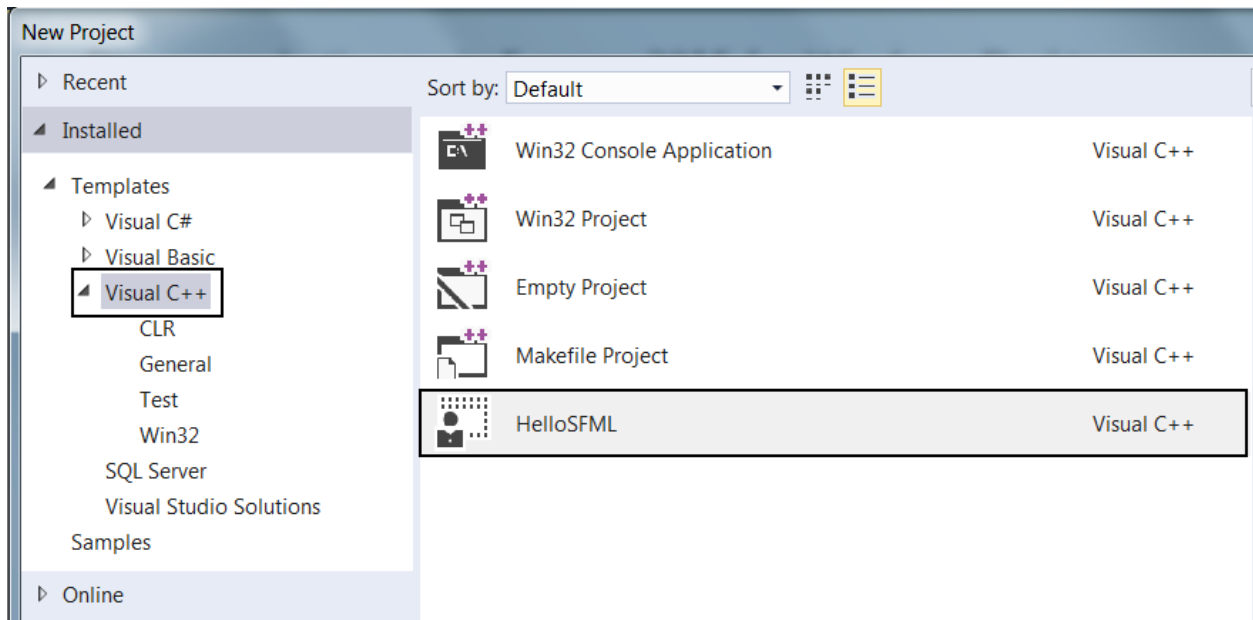 New Project
Recent
Installed
Templates
Visual C#
Visual Basic
Visual C++
CLR
General
Test
Win32
SQL Server
Visual Studio Solutions
Samples
Online
Sort by: Default
Win32 Console Application Visual C++
Win32 Project Visual C++
Empty Project Visual C++
Makefile Project Visual C++
HelloSFML Visual C++